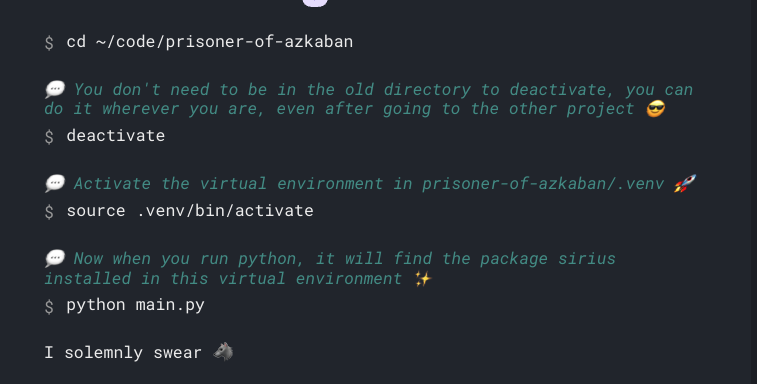 $ cd ~/code/prisoner-of-azkaban
💬 You don't need to be in the old directory to deactivate, you can
do it wherever you are, even after going to the other project 😎
$ deactivate
💬 Activate the virtual environment in prisoner-of-azkaban/.venv 🚀
$ source .venv/bin/activate
💬 Now when you run python, it will find the package sirius
installed in this virtual environment ✨
$ python main.py
I solemnly swear 🐺